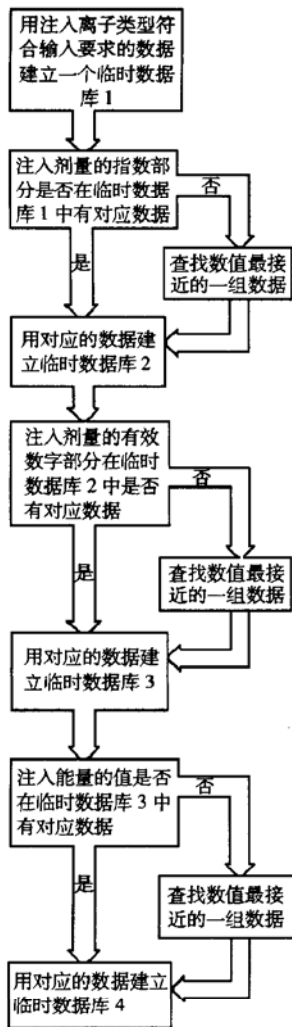 用注入离子类型符
合输入要求的数据
建立一个临时数据
库 1
注入剂量的指数部
分是否在临时数据
库 1 中有对应数据
否
是
查找数值最接
近的一组数据
用对应的数据建
立临时数据库 2
注入剂量的有效
数字部分在临时
数据库 2 中是否
有对应数据
否
是
查找数值最接
近的一组数据
用对应的数据建
立临时数据库 3
注入能量的值是否
在临时数据库 3 中
有对应数据
否
是
查找数值最接
近的一组数据
用对应的数据建立
临时数据库 4